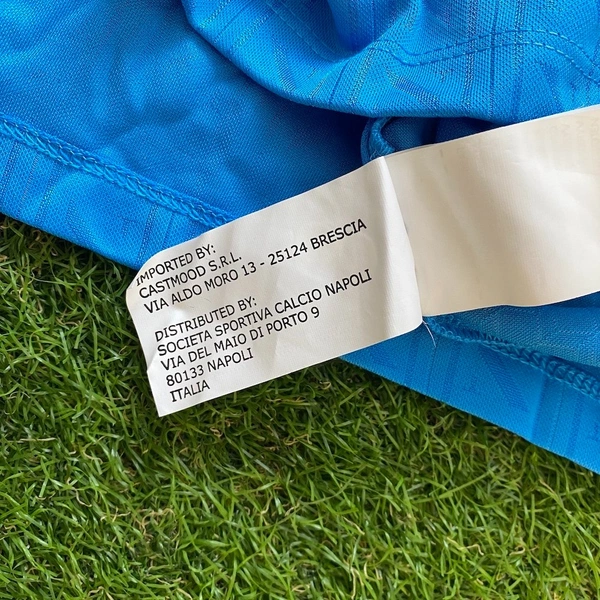 IMPORTED BY:
CASTMOOD S.R.L.
VIA ALDO MORO 13 - 25124 BRESCIA
DISTRIBUTED BY:
SOCIETA SPORTIVA CALCIO NAPOLI
VIA DEL MAIO DI PORTO 9
80133 NAPOLI
ITALIA